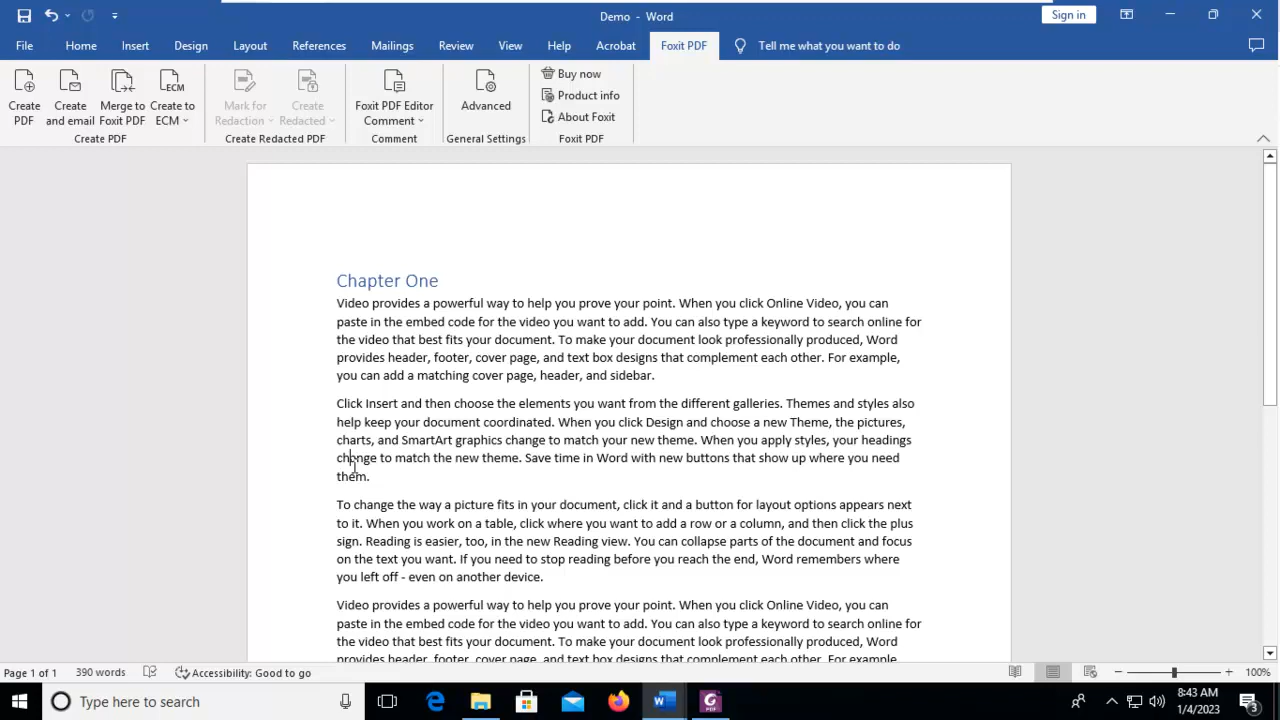 Demo - Word
Sign in
File Home Insert Design Layout References Mailings Review View Help Acrobat Foxit PDF Tell me what you want to do
Create PDF
Create and email
Merge to Foxit PDF
ECM
Create to ECM
Create PDF
Mark for Redaction
Create Redacted
Create Redacted PDF
Foxit PDF Editor Comment
Comment
Advanced
General Settings
Buy now
Product info
About Foxit
Foxit PDF
Chapter One
Video provides a powerful way to help you prove your point. When you click Online Video, you can
paste in the embed code for the video you want to add. You can also type a keyword to search online for
the video that best fits your document. To make your document look professionally produced, Word
provides header, footer, cover page, and text box designs that complement each other. For example,
you can add a matching cover page, header, and sidebar.
Click Insert and then choose the elements you want from the different galleries. Themes and styles also
help keep your document coordinated. When you click Design and choose a new Theme, the pictures,
charts, and SmartArt graphics change to match your new theme. When you apply styles, your headings
change to match the new theme. Save time in Word with new buttons that show up where you need
them.
To change the way a picture fits in your document, click it and a button for layout options appears next
to it. When you work on a table, click where you want to add a row or a column, and then click the plus
sign. Reading is easier, too, in the new Reading view. You can collapse parts of the document and focus
on the text you want. If you need to stop reading before you reach the end, Word remembers where
you left off - even on another device.
Video provides a powerful way to help you prove your point. When you click Online Video, you can
paste in the embed code for the video you want to add. You can also type a keyword to search online for
the video that best fits your document. To make your document look professionally produced, Word
provides header, footer, cover page, and text box designs that complement each other. For example,
Page 1 of 1 390 words Accessibility: Good to go 100%
Type here to search
8:43 AM
1/4/2023
3